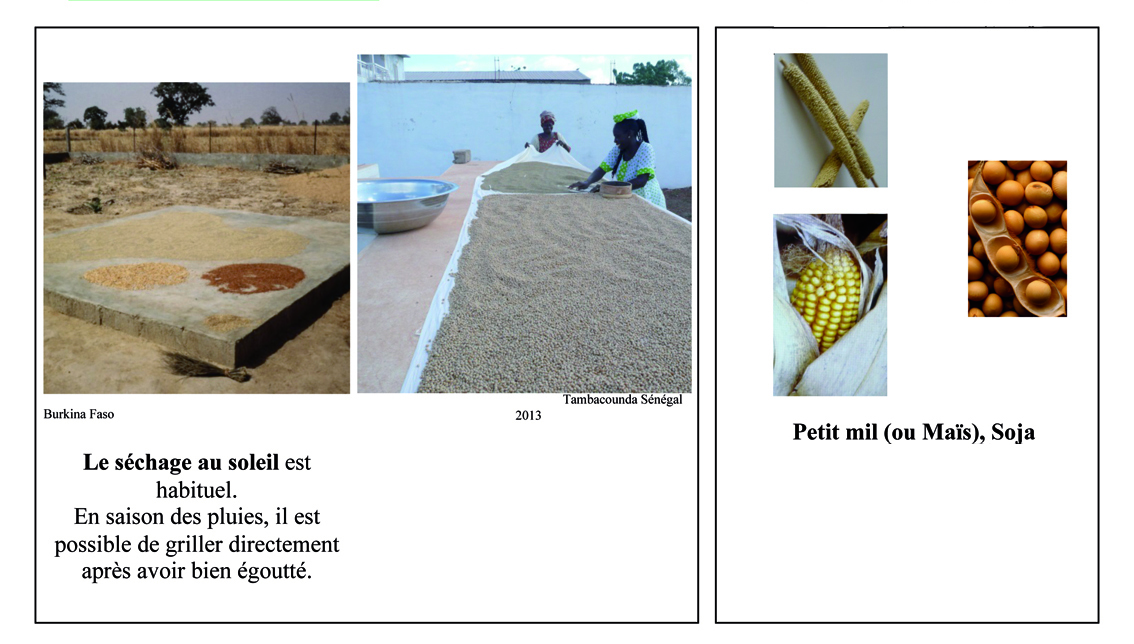 Burkina Faso
Tambacounda Sénégal
2013
Le séchage au soleil est
habituel.
En saison des pluies, il est
possible de griller directement
après avoir bien égoutté.
Petit mil (ou Maïs), Soja